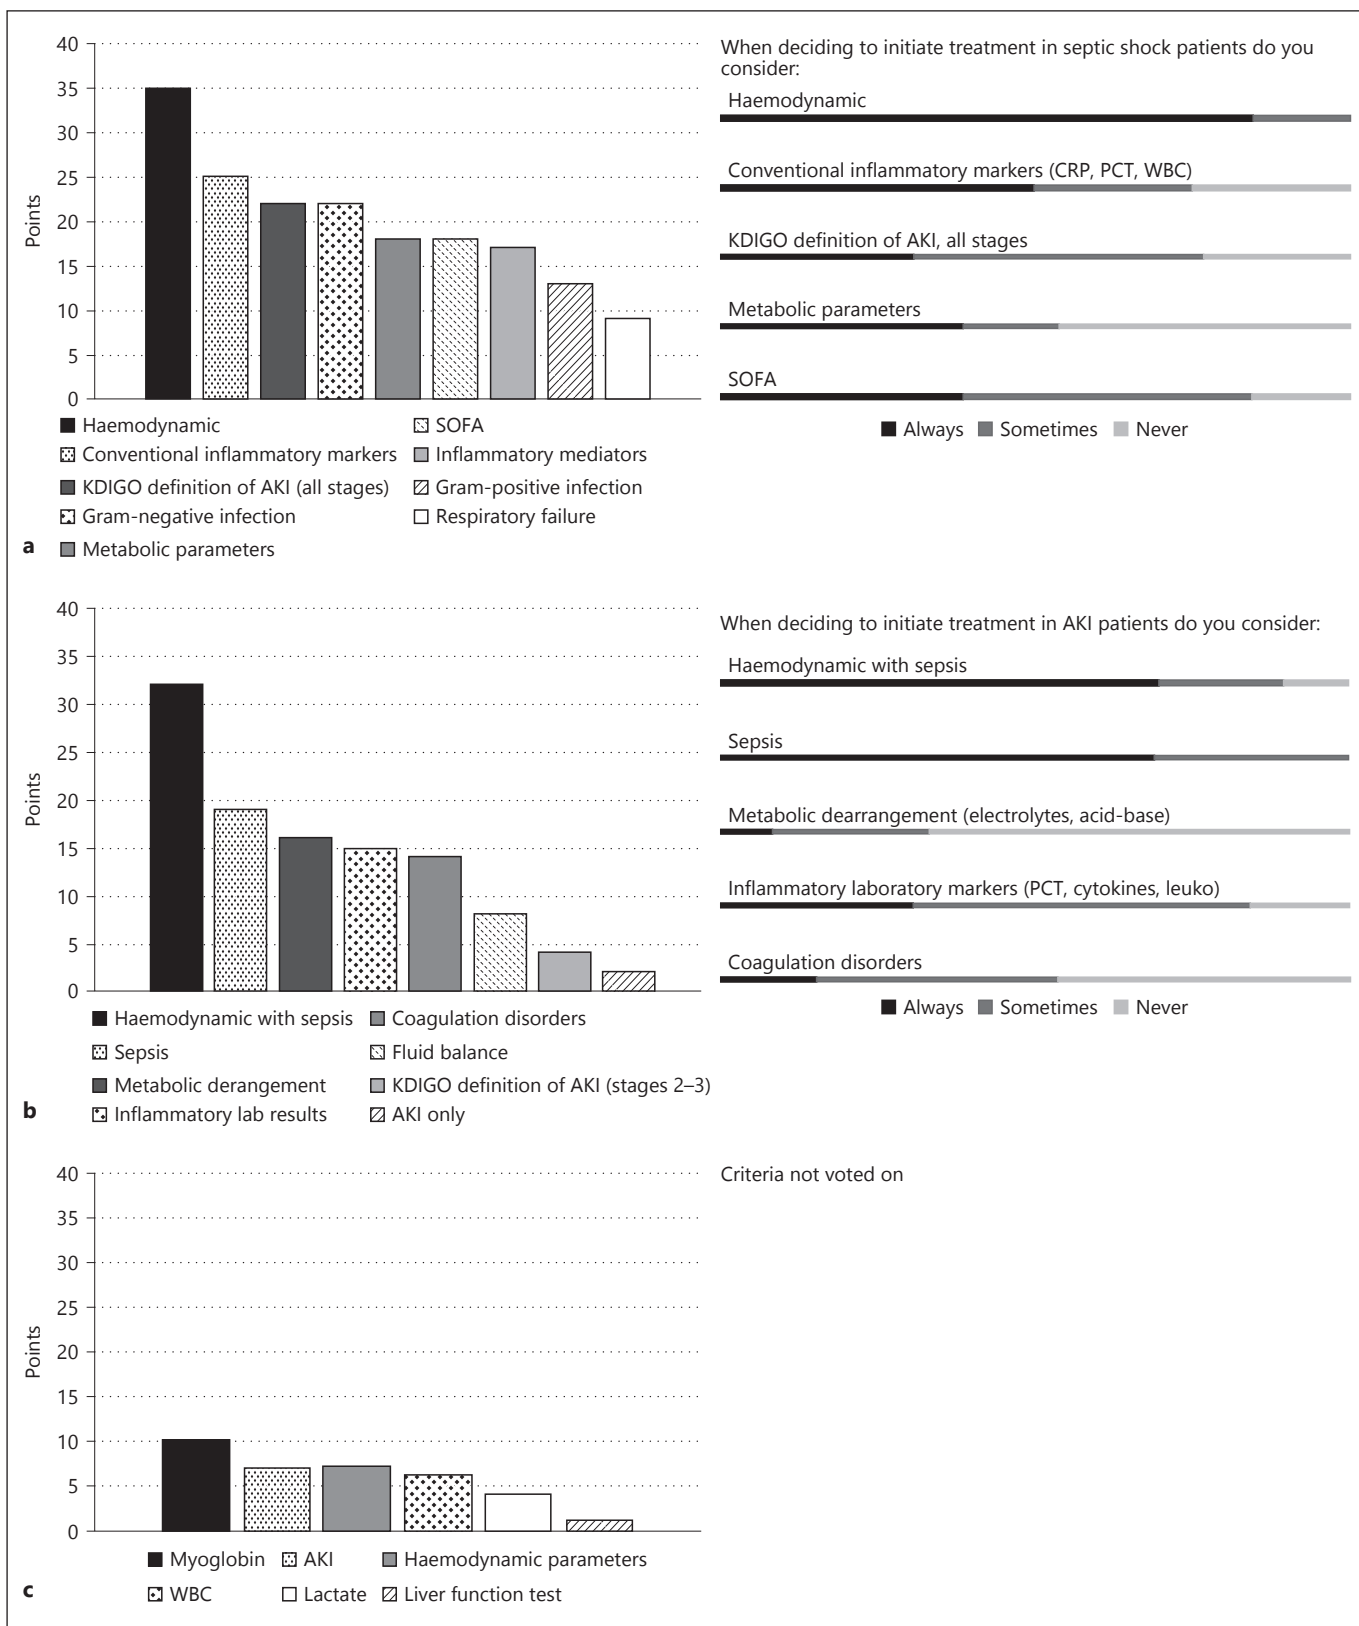 40
35
30
25
20
15
10
5
0
Points
Haemodynamic
SOFA
Conventional inflammatory markers
Inflammatory mediators
KDIGO definition of AKI (all stages)
Gram-positive infection
Gram-negative infection
Respiratory failure
Metabolic parameters
a
When deciding to initiate treatment in septic shock patients do you
consider:
Haemodynamic
Conventional inflammatory markers (CRP, PCT, WBC)
KDIGO definition of AKI, all stages
Metabolic parameters
SOFA
Always Sometimes Never
40
35
30
25
20
15
10
5
0
Points
Haemodynamic with sepsis
Coagulation disorders
Sepsis
Fluid balance
Metabolic derangement
KDIGO definition of AKI (stages 2–3)
Inflammatory lab results
AKI only
b
When deciding to initiate treatment in AKI patients do you consider:
Haemodynamic with sepsis
Sepsis
Metabolic dearrangement (electrolytes, acid-base)
Inflammatory laboratory markers (PCT, cytokines, leuko)
Coagulation disorders
Always Sometimes Never
40
35
30
25
20
15
10
5
0
Points
Myoglobin AKI Haemodynamic parameters
WBC Lactate Liver function test
c
Criteria not voted on